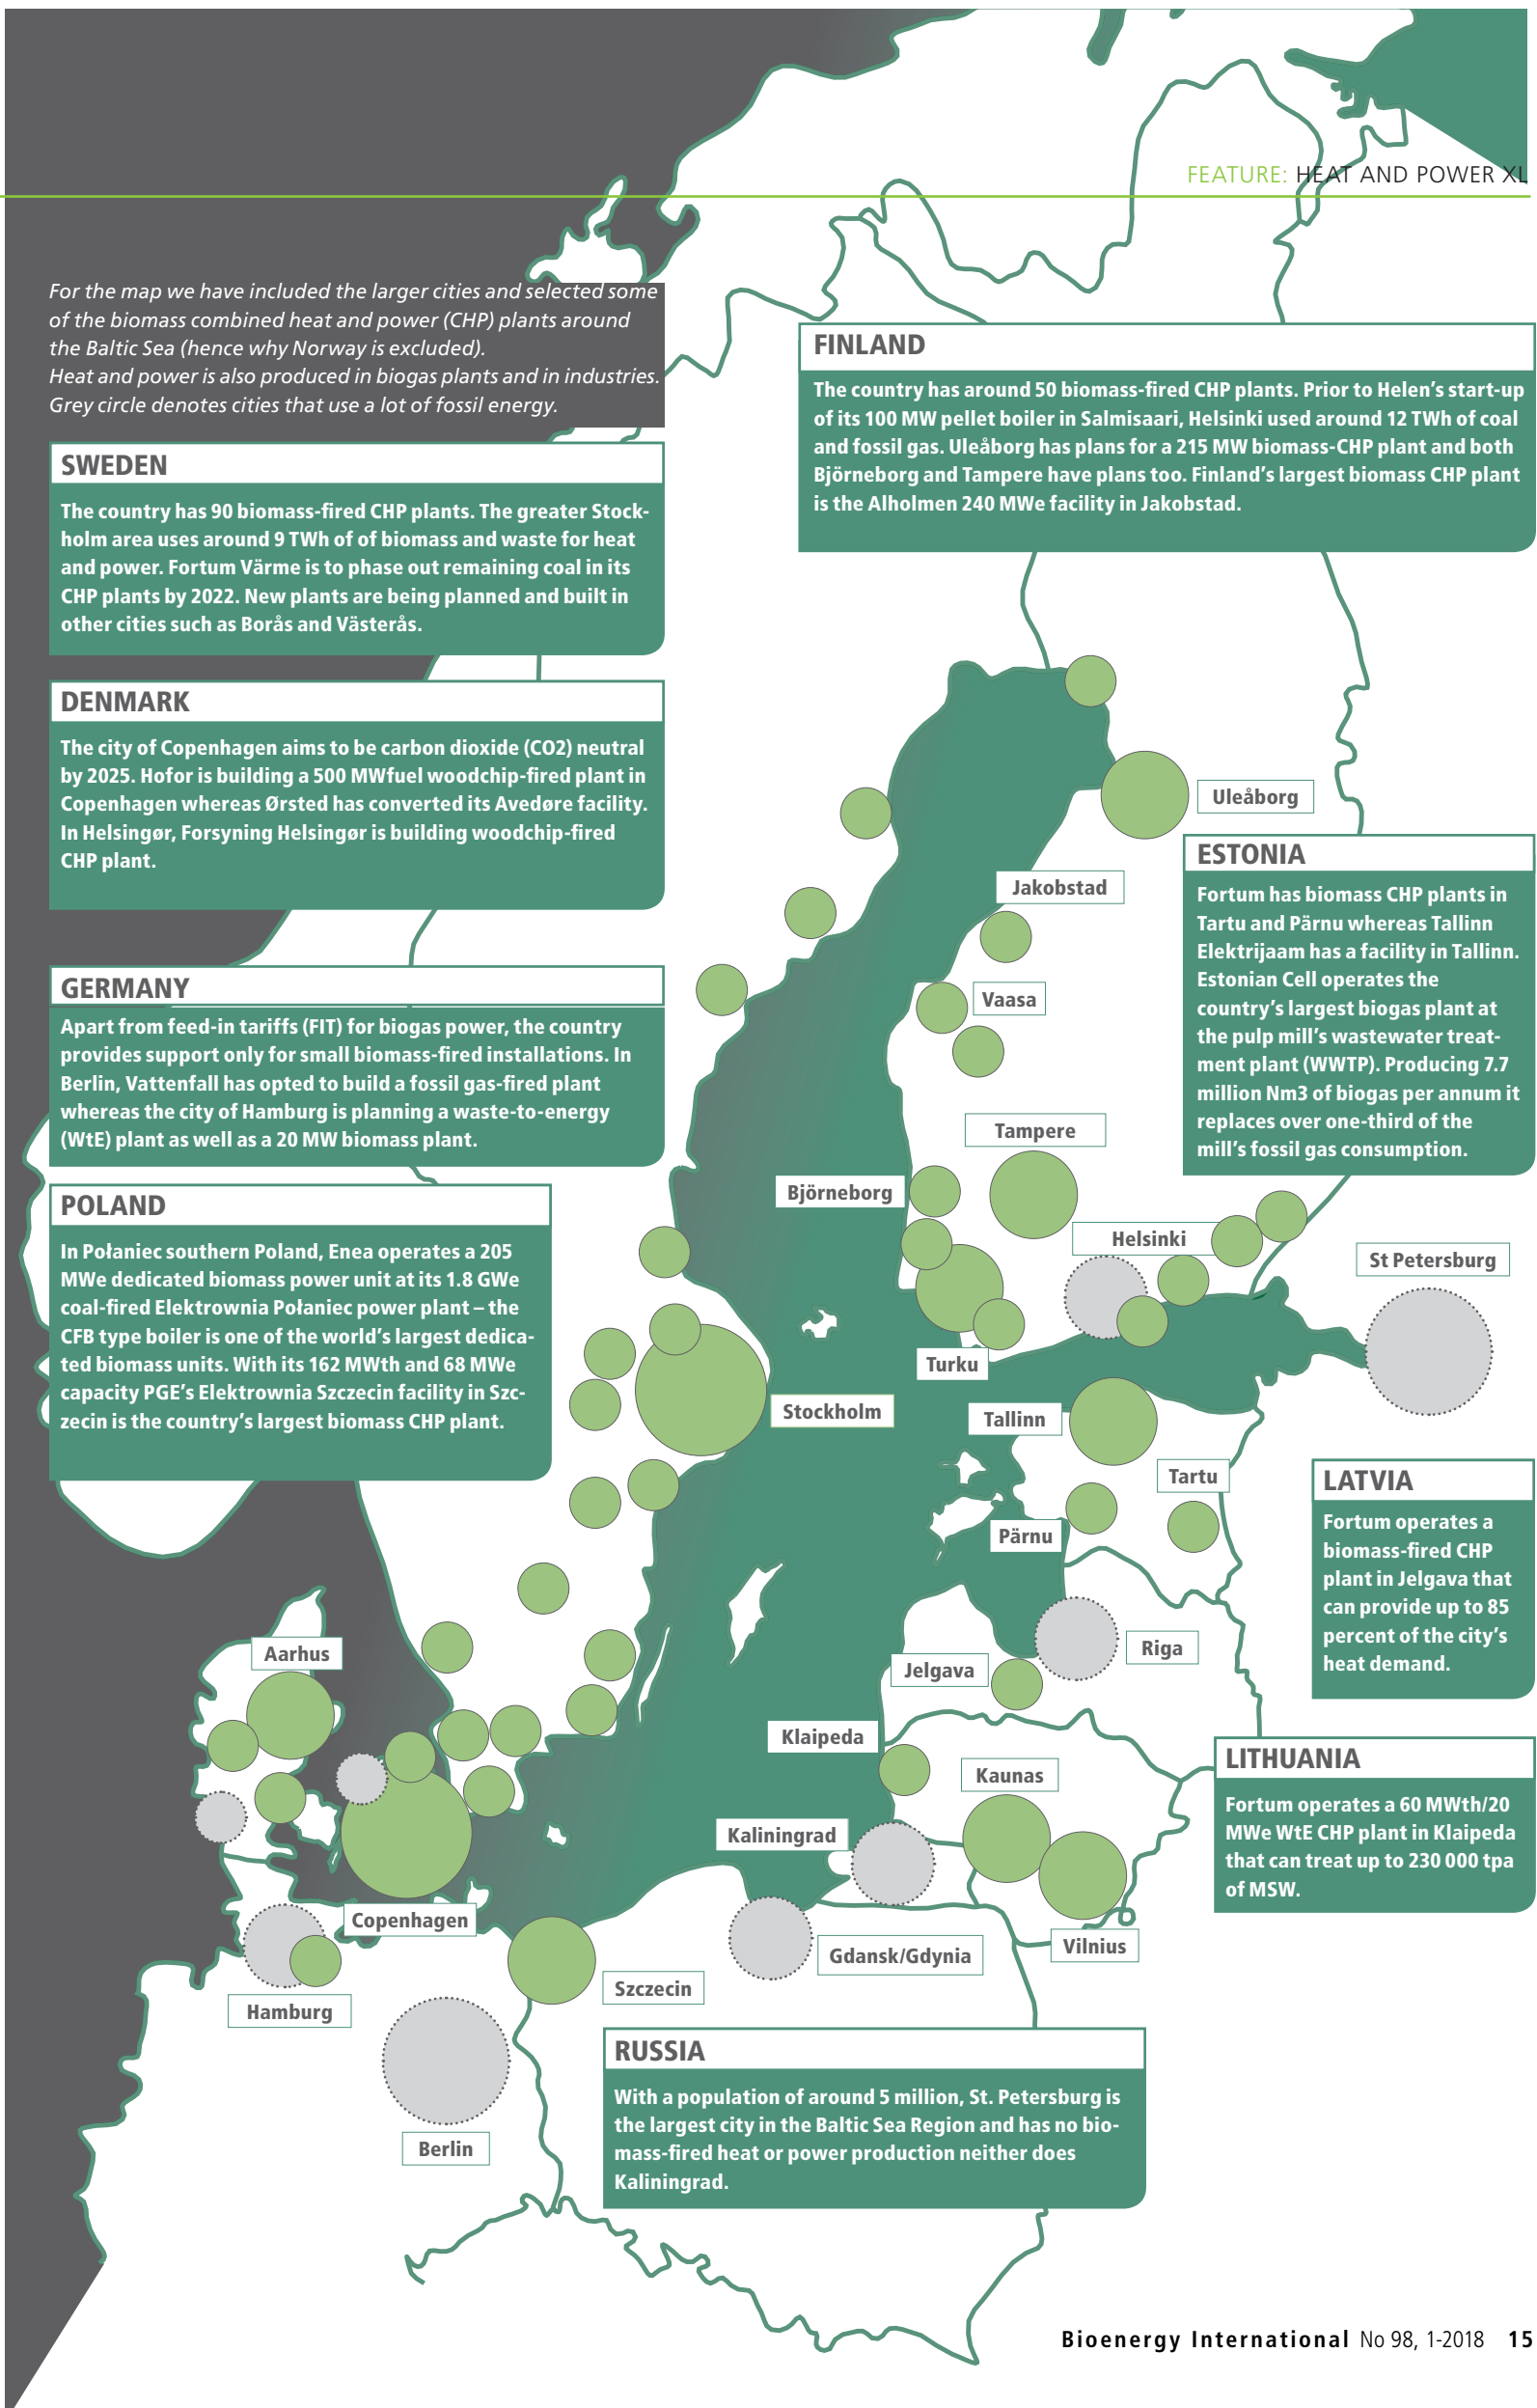 FEATURE: HEAT AND POWER XL
For the map we have included the larger cities and selected some
of the biomass combined heat and power (CHP) plants around
the Baltic Sea (hence why Norway is excluded).
Heat and power is also produced in biogas plants and in industries.
Grey circle denotes cities that use a lot of fossil energy.
FINLAND
The country has around 50 biomass-fired CHP plants. Prior to Helen's start-up
of its 100 MW pellet boiler in Salmisaari, Helsinki used around 12 TWh of coal
and fossil gas. Uleåborg has plans for a 215 MW biomass-CHP plant and both
Björneborg and Tampere have plans too. Finland's largest biomass CHP plant
is the Alholmen 240 MWe facility in Jakobstad.
SWEDEN
The country has 90 biomass-fired CHP plants. The greater Stock-
holm area uses around 9 TWh of of biomass and waste for heat
and power. Fortum Värme is to phase out remaining coal in its
CHP plants by 2022. New plants are being planned and built in
other cities such as Borås and Västerås.
DENMARK
The city of Copenhagen aims to be carbon dioxide (CO2) neutral
by 2025. Hofor is building a 500 MWfuel woodchip-fired plant in
Copenhagen whereas Ørsted has converted its Avedøre facility.
In Helsingør, Forsyning Helsingør is building woodchip-fired
CHP plant.
GERMANY
Apart from feed-in tariffs (FIT) for biogas power, the country
provides support only for small biomass-fired installations. In
Berlin, Vattenfall has opted to build a fossil gas-fired plant
whereas the city of Hamburg is planning a waste-to-energy
(WtE) plant as well as a 20 MW biomass plant.
POLAND
In Połaniec southern Poland, Enea operates a 205
MWe dedicated biomass power unit at its 1.8 GWe
coal-fired Elektrownia Połaniec power plant – the
CFB type boiler is one of the world's largest dedica-
ted biomass units. With its 162 MWth and 68 MWe
capacity PGE's Elektrownia Szczecin facility in Szc-
zecin is the country's largest biomass CHP plant.
ESTONIA
Fortum has biomass CHP plants in
Tartu and Pärnu whereas Tallinn
Elektrijaam has a facility in Tallinn.
Estonian Cell operates the
country's largest biogas plant at
the pulp mill's wastewater treat-
ment plant (WWTP). Producing 7.7
million Nm3 of biogas per annum it
replaces over one-third of the
mill's fossil gas consumption.
LATVIA
Fortum operates a
biomass-fired CHP
plant in Jelgava that
can provide up to 85
percent of the city's
heat demand.
LITHUANIA
Fortum operates a 60 MWth/20
MWe WtE CHP plant in Klaipeda
that can treat up to 230 000 tpa
of MSW.
RUSSIA
With a population of around 5 million, St. Petersburg is
the largest city in the Baltic Sea Region and has no bio-
mass-fired heat or power production neither does
Kaliningrad.
Uleåborg
Jakobstad
Vaasa
Tampere
Björneborg
Helsinki
St Petersburg
Turku
Stockholm
Tallinn
Tartu
Pärnu
Aarhus
Riga
Jelgava
Klaipeda
Kaunas
Kaliningrad
Copenhagen
Gdansk/Gdynia
Vilnius
Szczecin
Hamburg
Berlin
Bioenergy International No 98, 1-2018 15